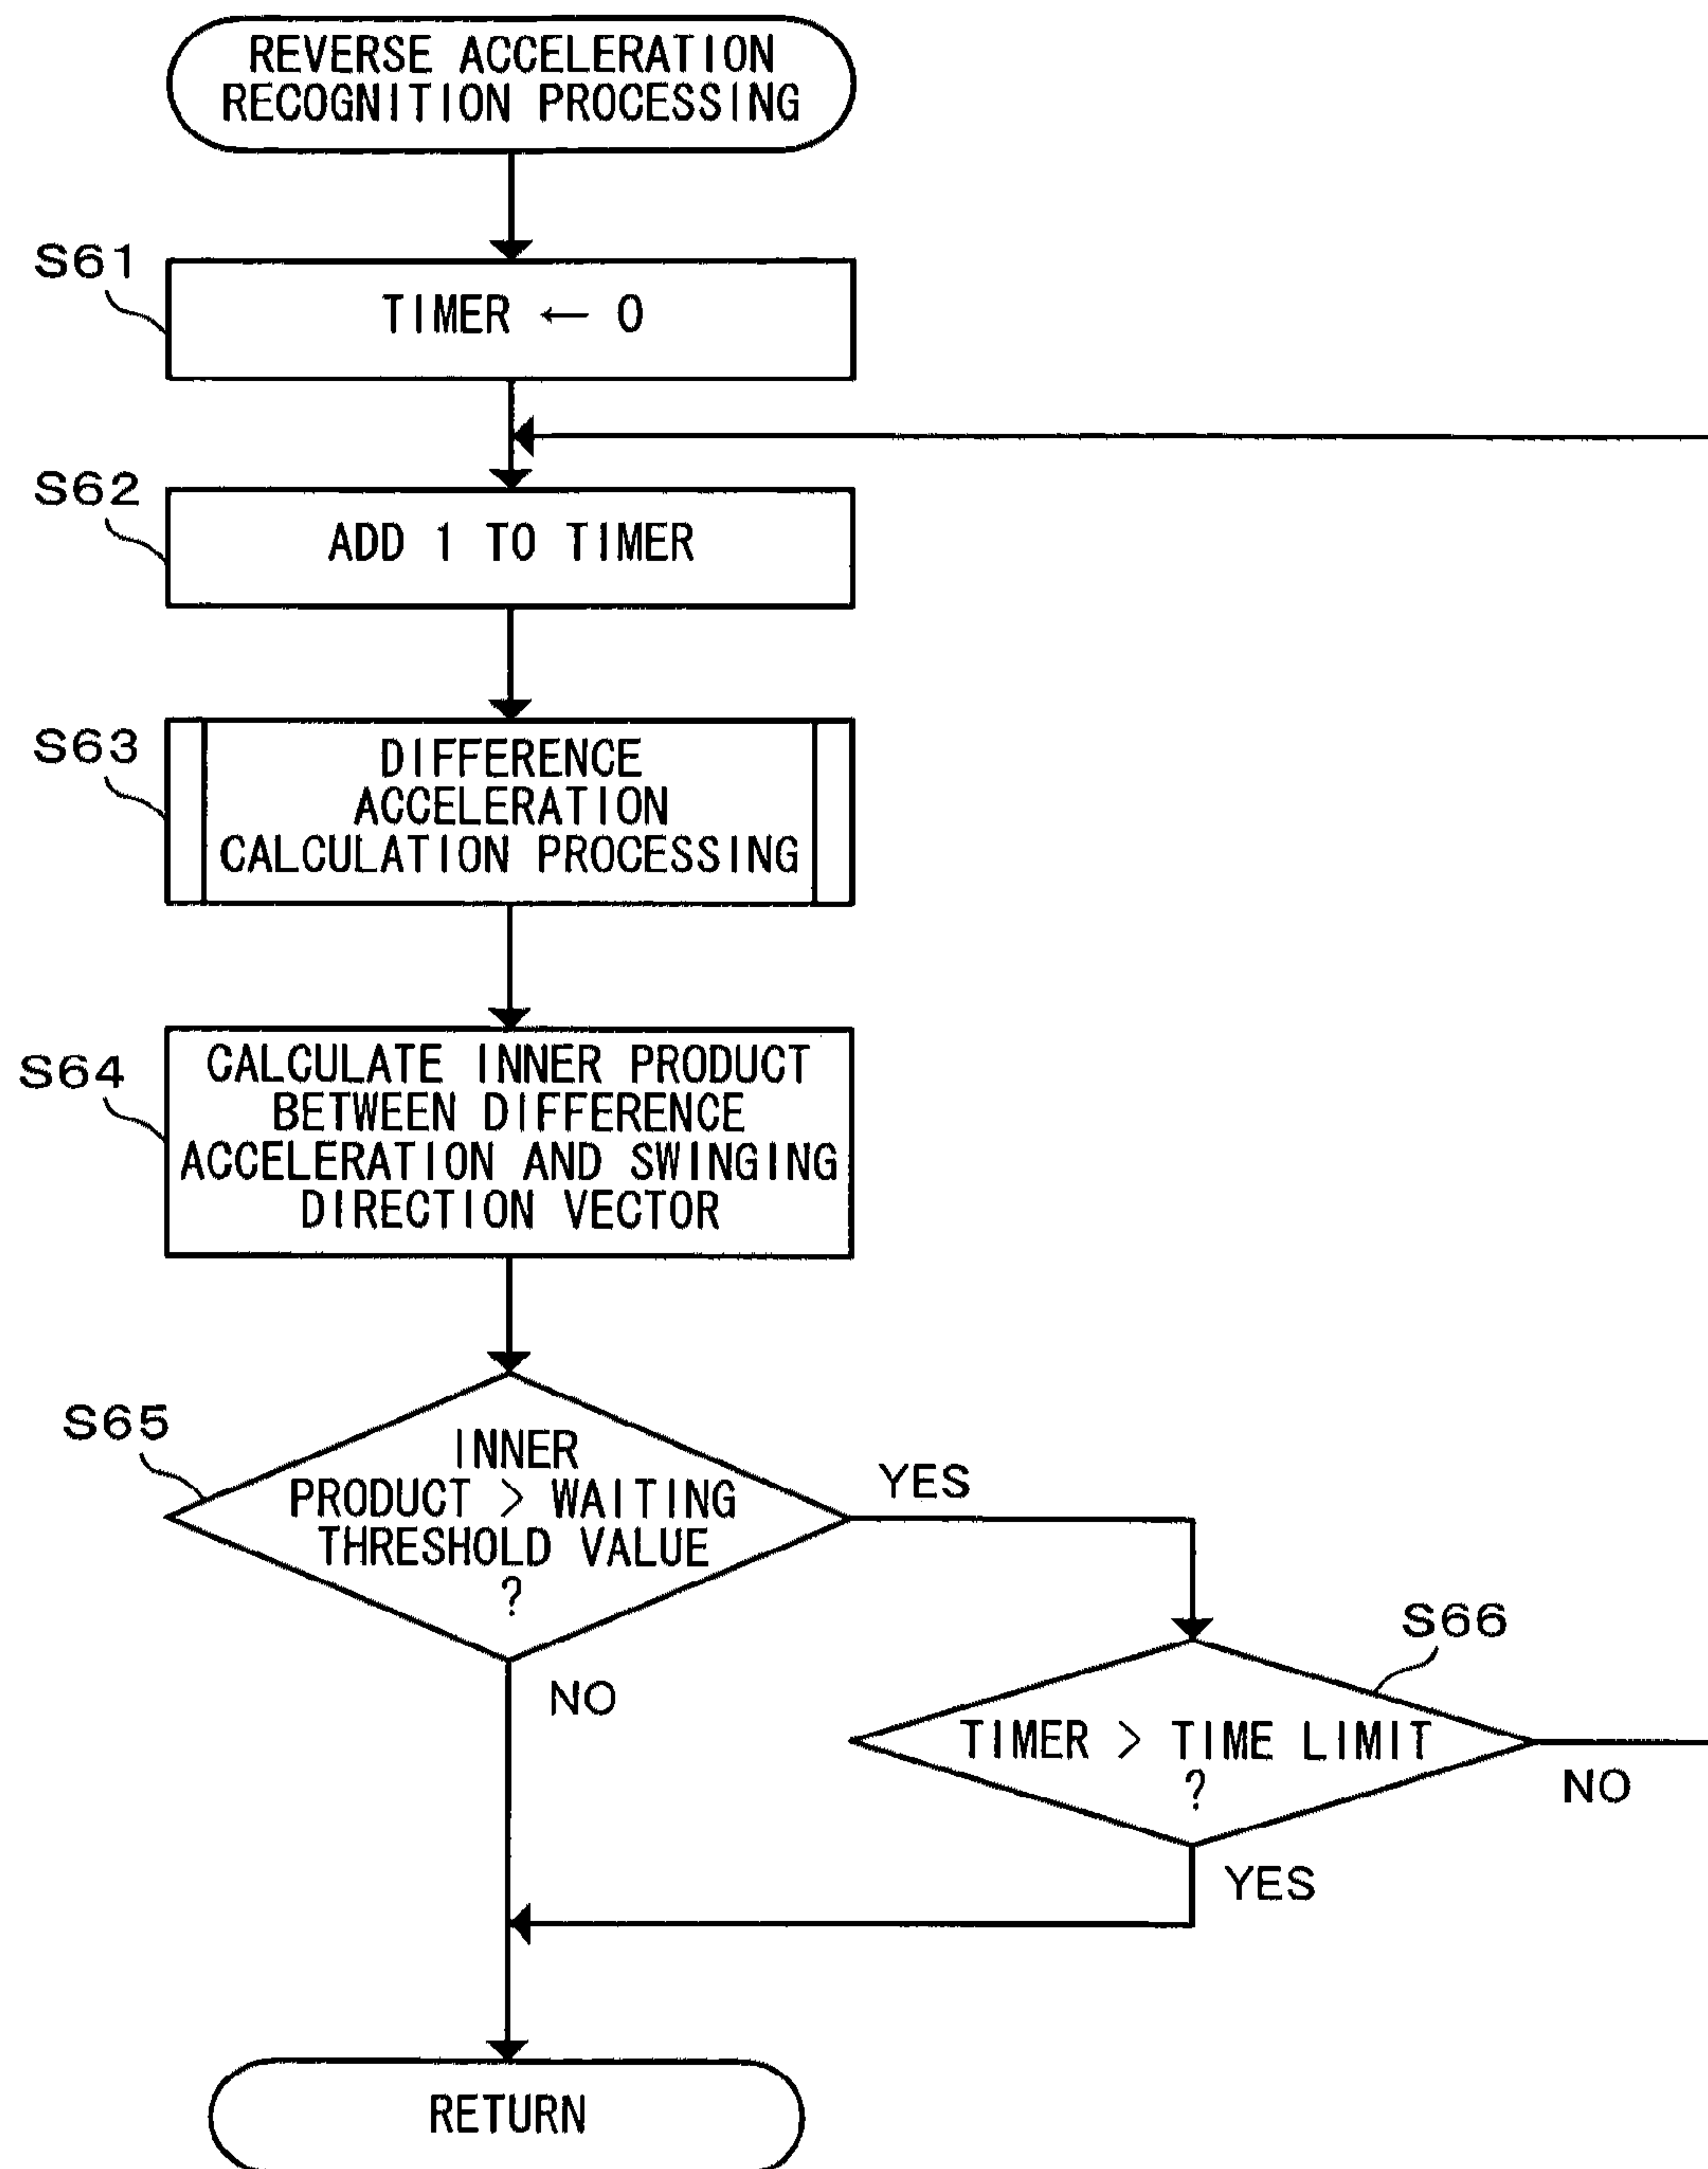 REVERSE ACCELERATION
RECOGNITION PROCESSING
S61
TIMER ← 0
S62
ADD 1 TO TIMER
S63
DIFFERENCE
ACCELERATION
CALCULATION PROCESSING
S64
CALCULATE INNER PRODUCT
BETWEEN DIFFERENCE
ACCELERATION AND SWINGING
DIRECTION VECTOR
S65
INNER
PRODUCT > WAITING
THRESHOLD VALUE
?
YES
NO
S66
TIMER > TIME LIMIT
?
NO
YES
RETURN